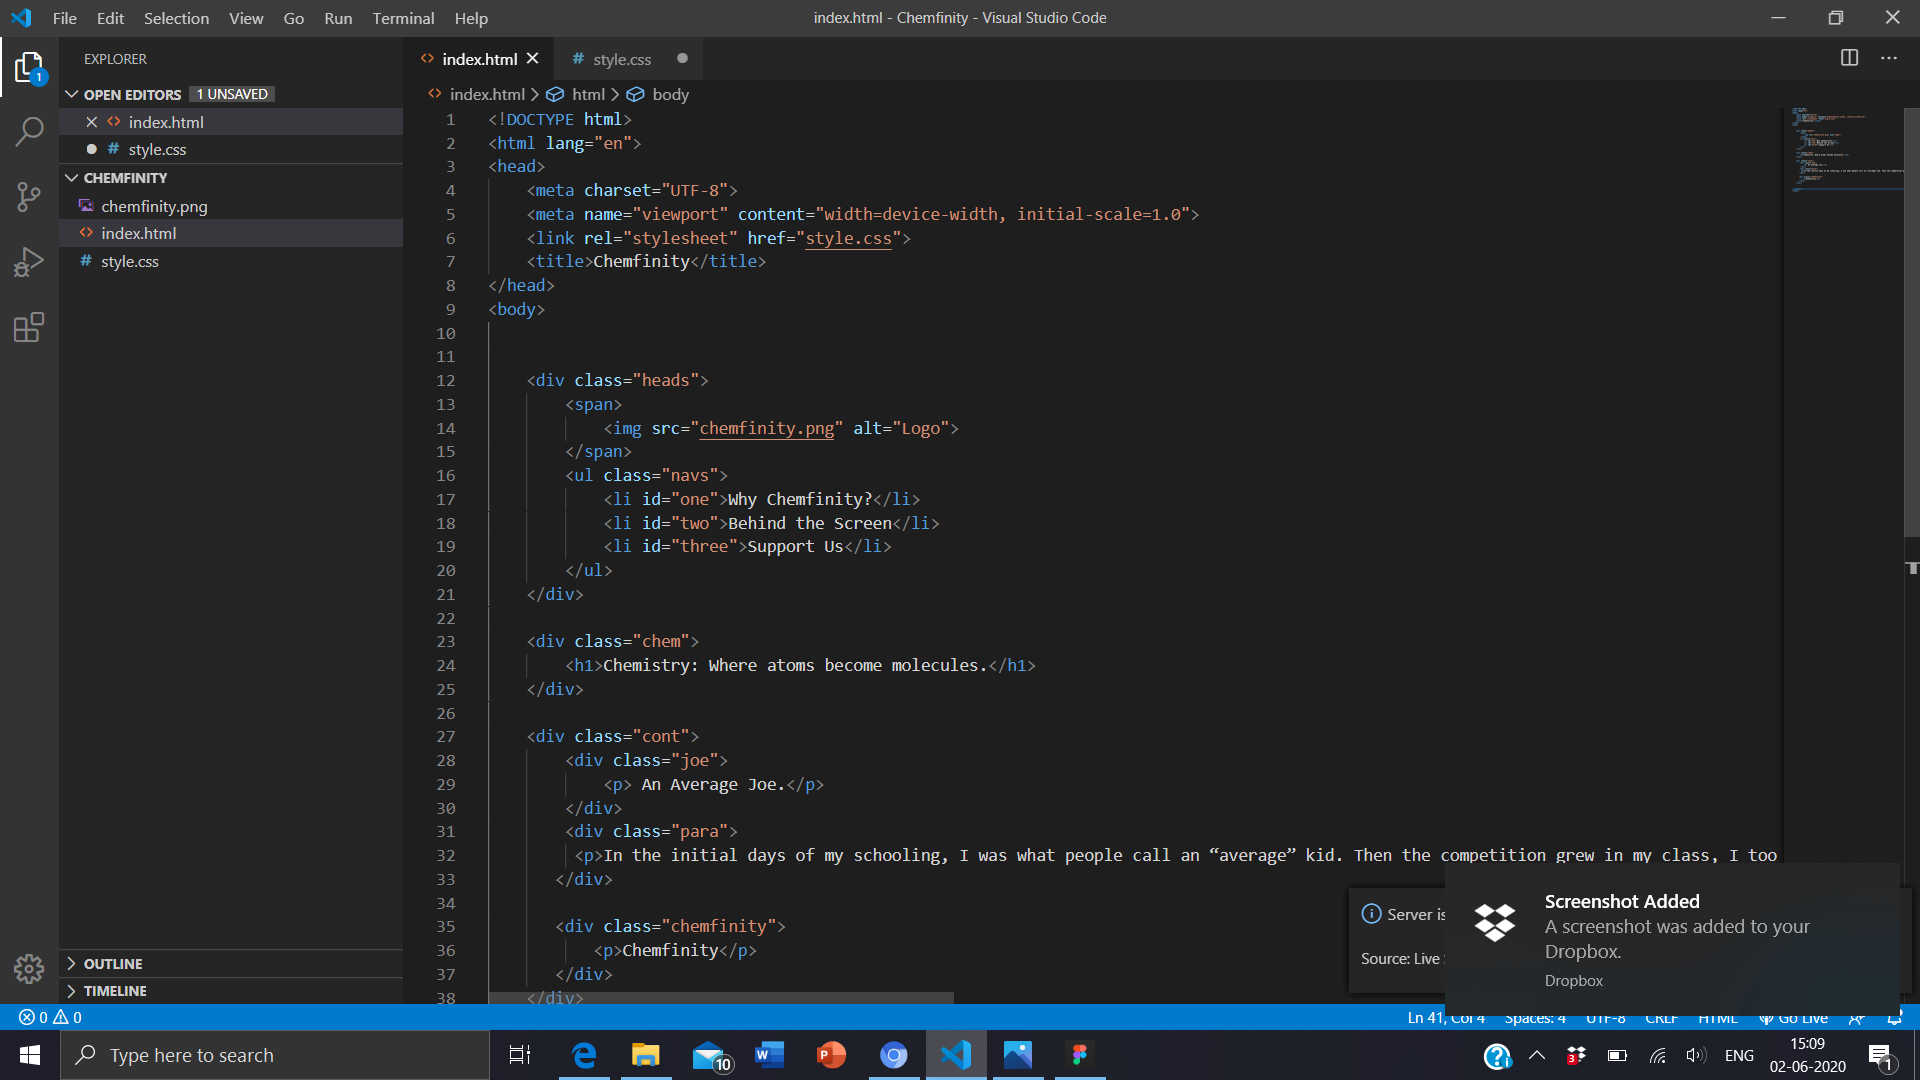 File Edit Selection View Go Run Terminal Help
index.html - Chemfinity - Visual Studio Code
EXPLORER
1
OPEN EDITORS 1 UNSAVED
index.html
# style.css
CHEMFINITY
chemfinity.png
index.html
# style.css
OUTLINE
TIMELINE
index.html # style.css
index.html > html > body
1 <!DOCTYPE html>
2 <html lang="en">
3 <head>
4 <meta charset="UTF-8">
5 <meta name="viewport" content="width=device-width, initial-scale=1.0">
6 <link rel="stylesheet" href="style.css">
7 <title>Chemfinity</title>
8 </head>
9 <body>
10
11
12 <div class="heads">
13 <span>
14 <img src="chemfinity.png" alt="Logo">
15 </span>
16 <ul class="navs">
17 <li id="one">Why Chemfinity?</li>
18 <li id="two">Behind the Screen</li>
19 <li id="three">Support Us</li>
20 </ul>
21 </div>
22
23 <div class="chem">
24 <h1>Chemistry: Where atoms become molecules.</h1>
25 </div>
26
27 <div class="cont">
28 <div class="joe">
29 <p> An Average Joe.</p>
30 </div>
31 <div class="para">
32 <p>In the initial days of my schooling, I was what people call an “average” kid. Then the competition grew in my class, I too
33 </div>
34
35 <div class="chemfinity">
36 <p>Chemfinity</p>
37 </div>
38 </div>
Server is
Source: Live
Screenshot Added
A screenshot was added to your
Dropbox.
Dropbox
0 0
Ln 41, Col 4 Spaces: 4 UTF-8 CRLF HTML Go Live
Type here to search
10
3
ENG
15:09
02-06-2020
1